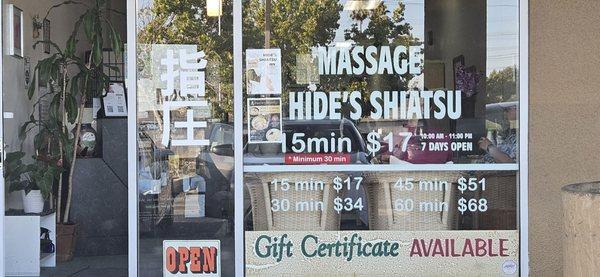 指圧
MASSAGE
HIDE'S SHIATSU
15min $17
10:00 AM - 11:00 PM
7 DAYS OPEN
* Minimum 30 min
15 min $17 45 min $51
30 min $34 60 min $68
OPEN
Gift Certificate AVAILABLE